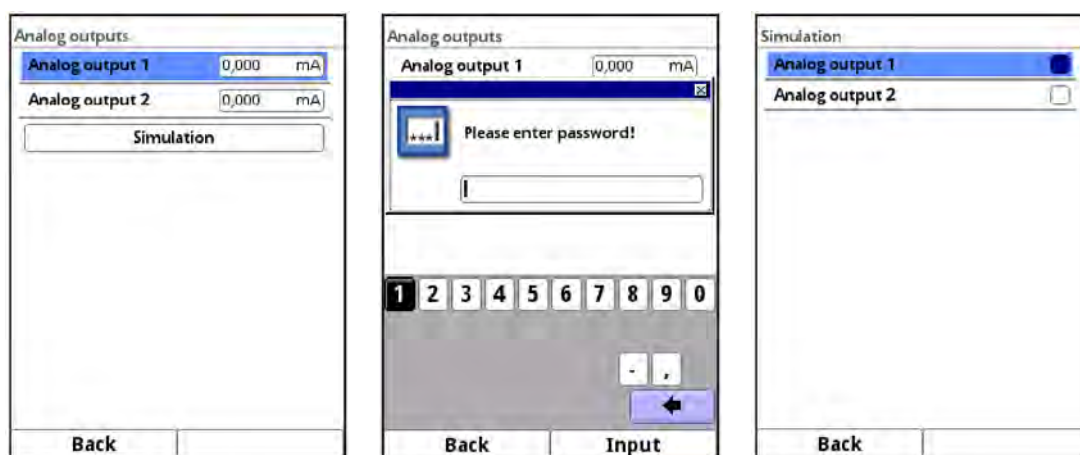 Analog outputs
Analog output 1 0,000 mA
Analog output 2 0,000 mA
Simulation
Back
Analog outputs
Analog output 1 0,000 mA
Please enter password!
1 2 3 4 5 6 7 8 9 0
- ,
Back Input
Simulation
Analog output 1
Analog output 2
Back